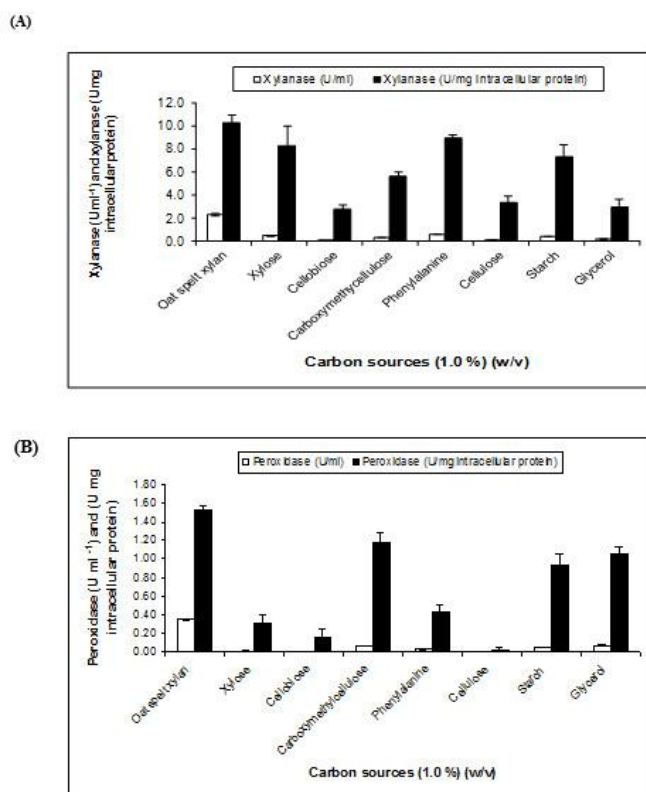 (A)
Xylanase (U/ml) Xylanase (U/mg intracellular protein)
Xylanase (Uml-1) and xylanase (Umg
intracellular protein)
12.0
10.0
8.0
6.0
4.0
2.0
0.0
Oat spelt xylan
Xylose
Cellobiose
Carboxymethycellulose
Phenylalanine
Cellulose
Starch
Glycerol
Carbon sources (1.0 %) (w/v)
(B)
Peroxidase (U/ml) Peroxidase (U/mg intracellular protein)
Peroxidase (U ml -1) and (U mg
intracellular protein)
1.80
1.60
1.40
1.20
1.00
0.80
0.60
0.40
0.20
0.00
Oat spelt xylan
Xylose
Cellobiose
Carboxymethylcellulose
Phenylalanine
Cellulose
Starch
Glycerol
Carbon sources (1.0 %) (w/v)